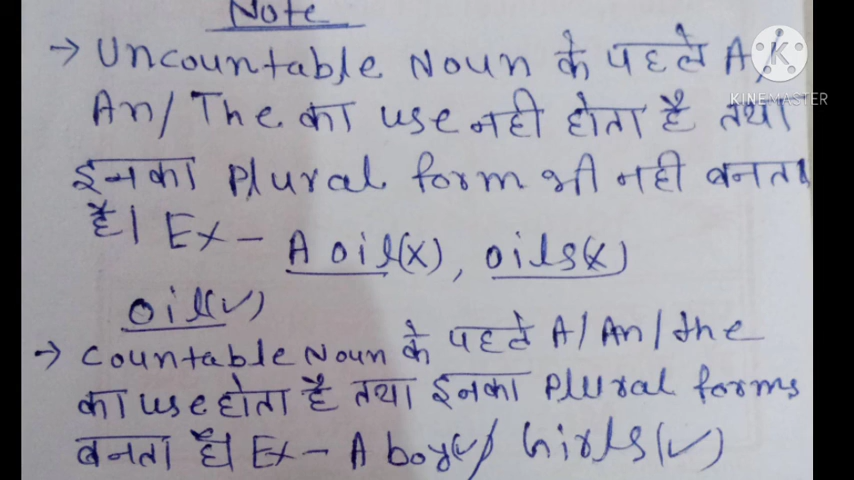 Note
→ Uncountable Noun के पहले A/
An/The का use नही होता है तथा
इनका Plural form भी नही बनता
है। Ex - A oil(x), oils(x)
oil(✓)
→ Countable Noun के पहले A/An/the
का use होता है तथा इनका Plural forms
बनता है। Ex - A boy(✓)/ Girls(✓)
KINEMASTER